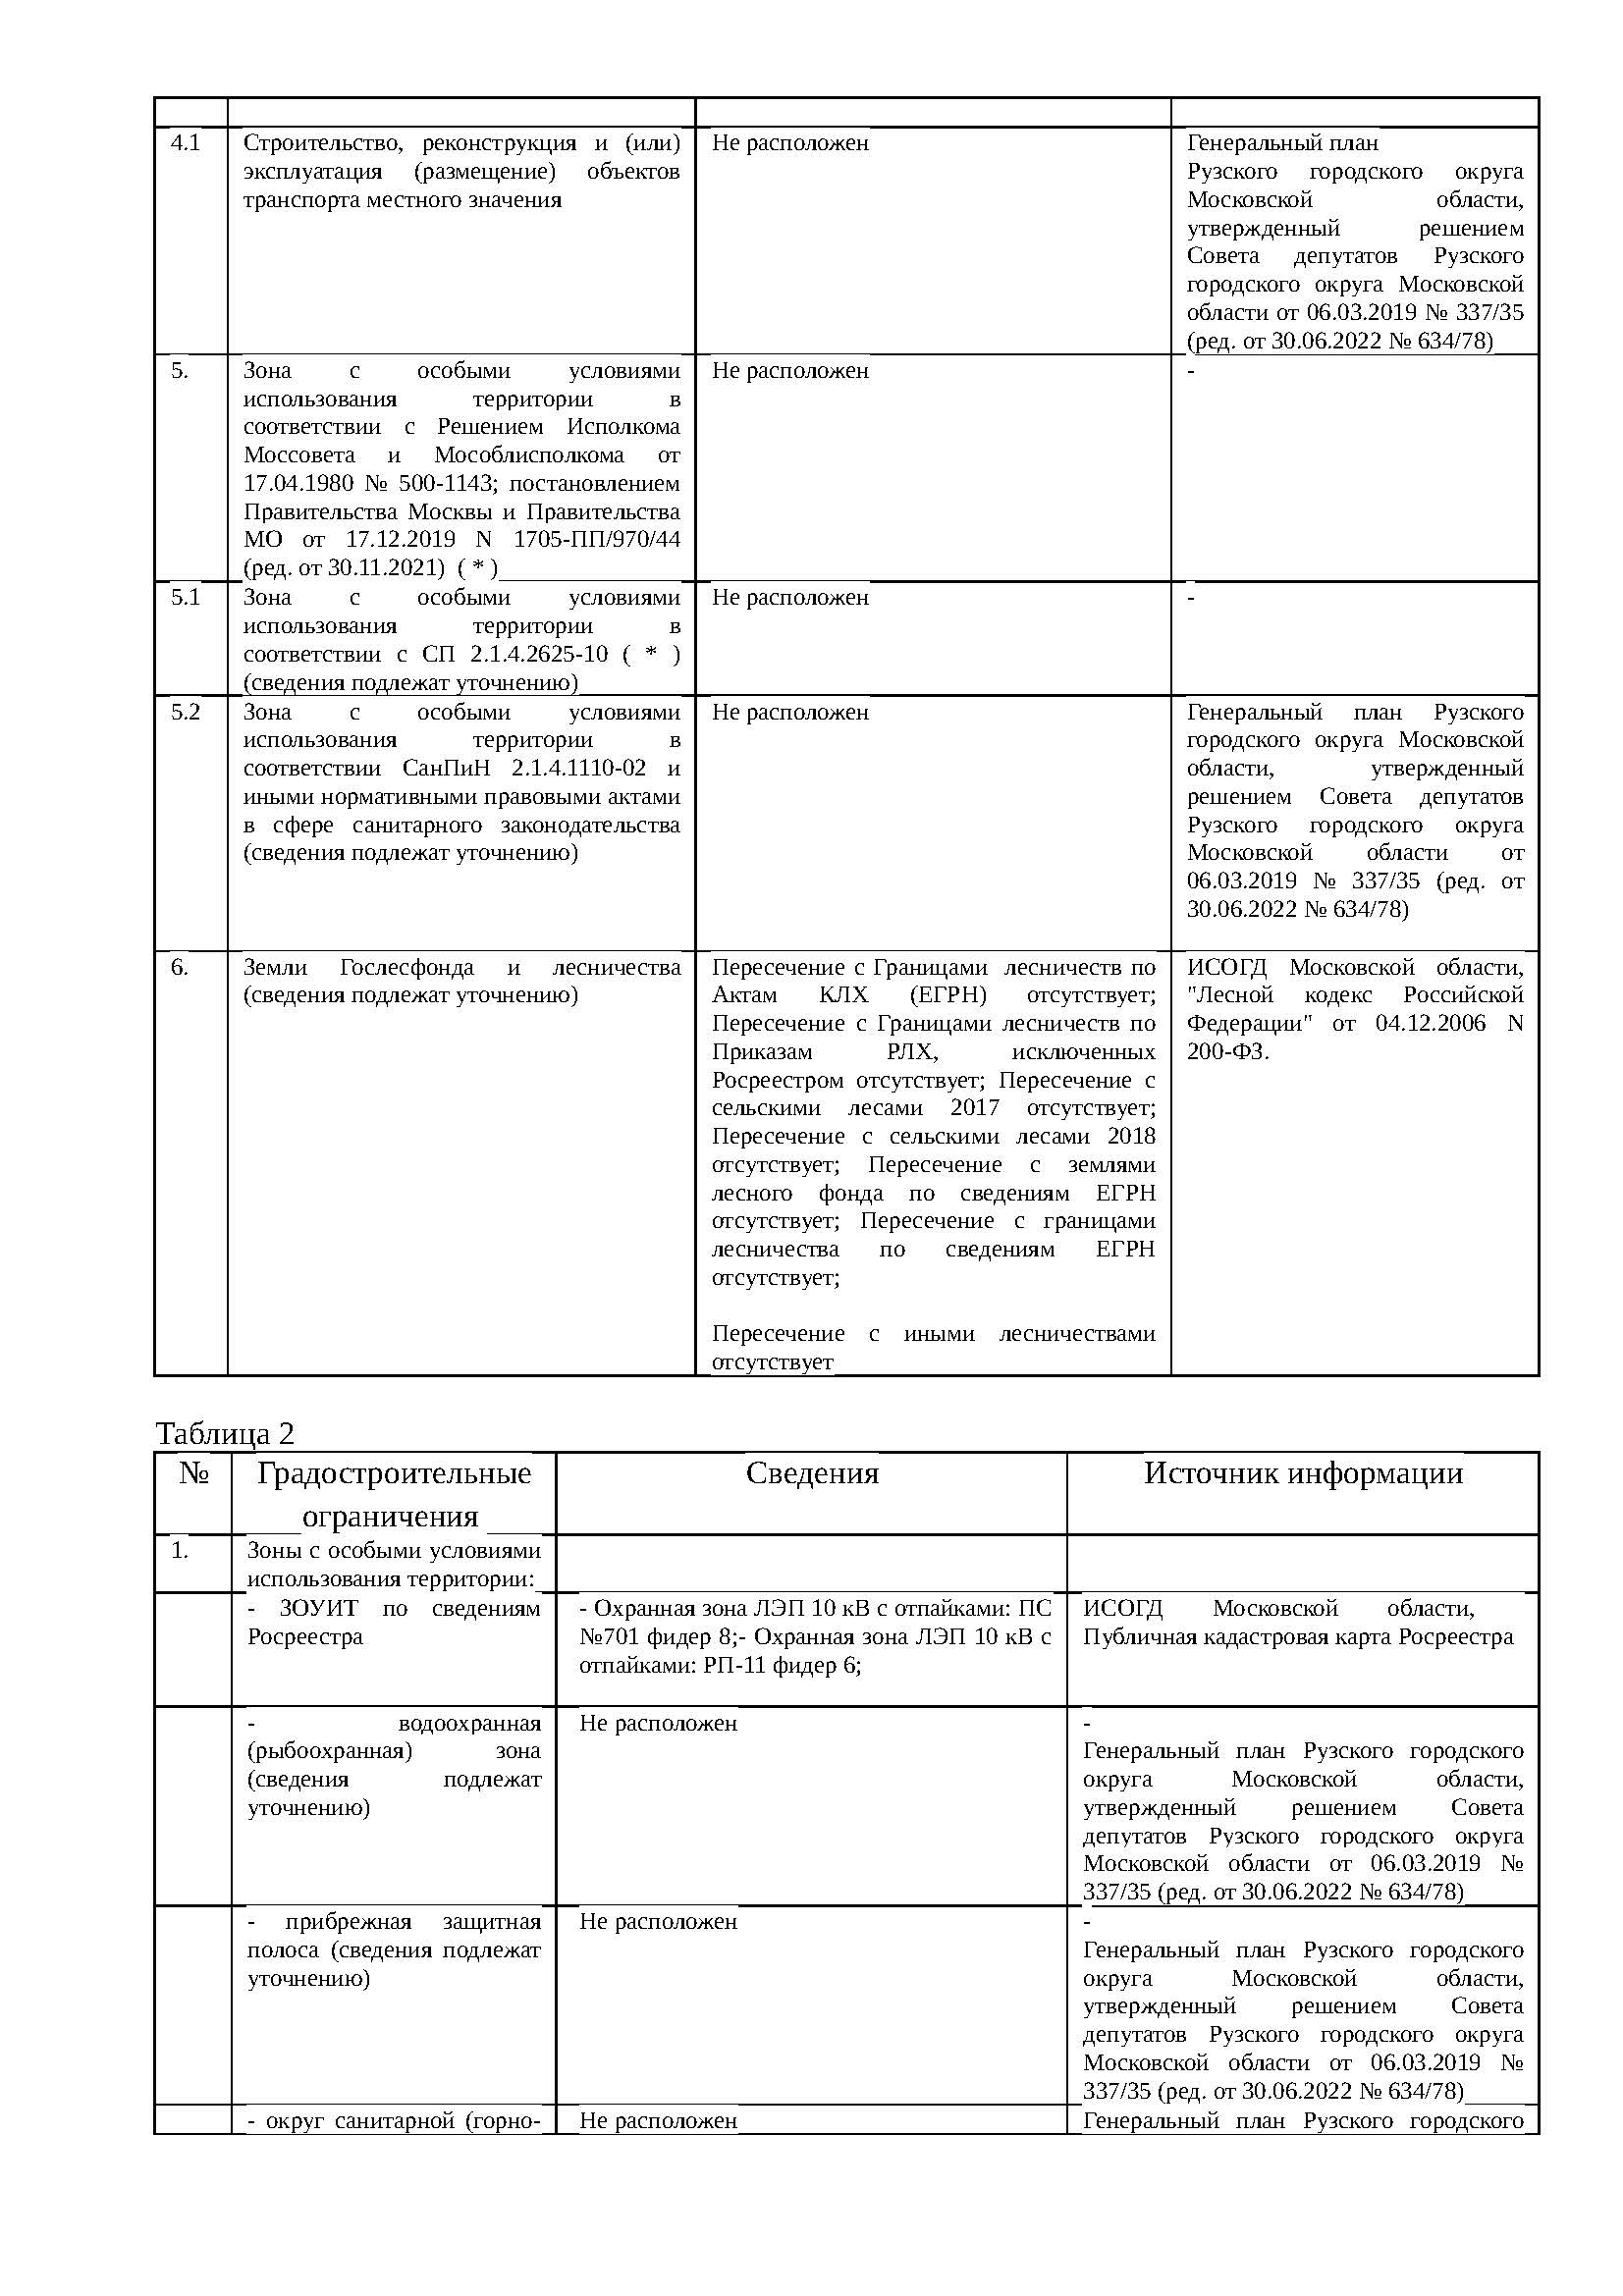 4.1
Строительство, реконструкция и (или)
эксплуатация (размещение) объектов
транспорта местного значения
Не расположен
Генеральный план
Рузского городского округа
Московской области,
утвержденный решением
Совета депутатов Рузского
городского округа Московской
области от 06.03.2019 № 337/35
(ред. от 30.06.2022 № 634/78)
5.
Зона с особыми условиями
использования территории в
соответствии с Решением Исполкома
Моссовета и Мособлисполкома от
17.04.1980 № 500-1143; постановлением
Правительства Москвы и Правительства
МО от 17.12.2019 N 1705-ПП/970/44
(ред. от 30.11.2021) ( * )
Не расположен
-
5.1
Зона с особыми условиями
использования территории в
соответствии с СП 2.1.4.2625-10 ( * )
(сведения подлежат уточнению)
Не расположен
-
5.2
Зона с особыми условиями
использования территории в
соответствии СанПиН 2.1.4.1110-02 и
иными нормативными правовыми актами
в сфере санитарного законодательства
(сведения подлежат уточнению)
Не расположен
Генеральный план Рузского
городского округа Московской
области, утвержденный
решением Совета депутатов
Рузского городского округа
Московской области от
06.03.2019 № 337/35 (ред. от
30.06.2022 № 634/78)
6.
Земли Гослесфонда и лесничества
(сведения подлежат уточнению)
Пересечение с Границами лесничеств по
Актам КЛХ (ЕГРН) отсутствует;
Пересечение с Границами лесничеств по
Приказам РЛХ, исключенных
Росреестром отсутствует; Пересечение с
сельскими лесами 2017 отсутствует;
Пересечение с сельскими лесами 2018
отсутствует; Пересечение с землями
лесного фонда по сведениям ЕГРН
отсутствует; Пересечение с границами
лесничества по сведениям ЕГРН
отсутствует;
Пересечение с иными лесничествами
отсутствует
ИСОГД Московской области,
"Лесной кодекс Российской
Федерации" от 04.12.2006 N
200-ФЗ.
Таблица 2
№
Градостроительные
ограничения
Сведения
Источник информации
1.
Зоны с особыми условиями
использования территории:
- ЗОУИТ по сведениям
Росреестра
- Охранная зона ЛЭП 10 кВ с отпайками: ПС
№701 фидер 8;- Охранная зона ЛЭП 10 кВ с
отпайками: РП-11 фидер 6;
ИСОГД Московской области,
Публичная кадастровая карта Росреестра
- водоохранная
(рыбоохранная) зона
(сведения подлежат
уточнению)
Не расположен
-
Генеральный план Рузского городского
округа Московской области,
утвержденный решением Совета
депутатов Рузского городского округа
Московской области от 06.03.2019 №
337/35 (ред. от 30.06.2022 № 634/78)
- прибрежная защитная
полоса (сведения подлежат
уточнению)
Не расположен
-
Генеральный план Рузского городского
округа Московской области,
утвержденный решением Совета
депутатов Рузского городского округа
Московской области от 06.03.2019 №
337/35 (ред. от 30.06.2022 № 634/78)
- округ санитарной (горно-
Не расположен
Генеральный план Рузского городского